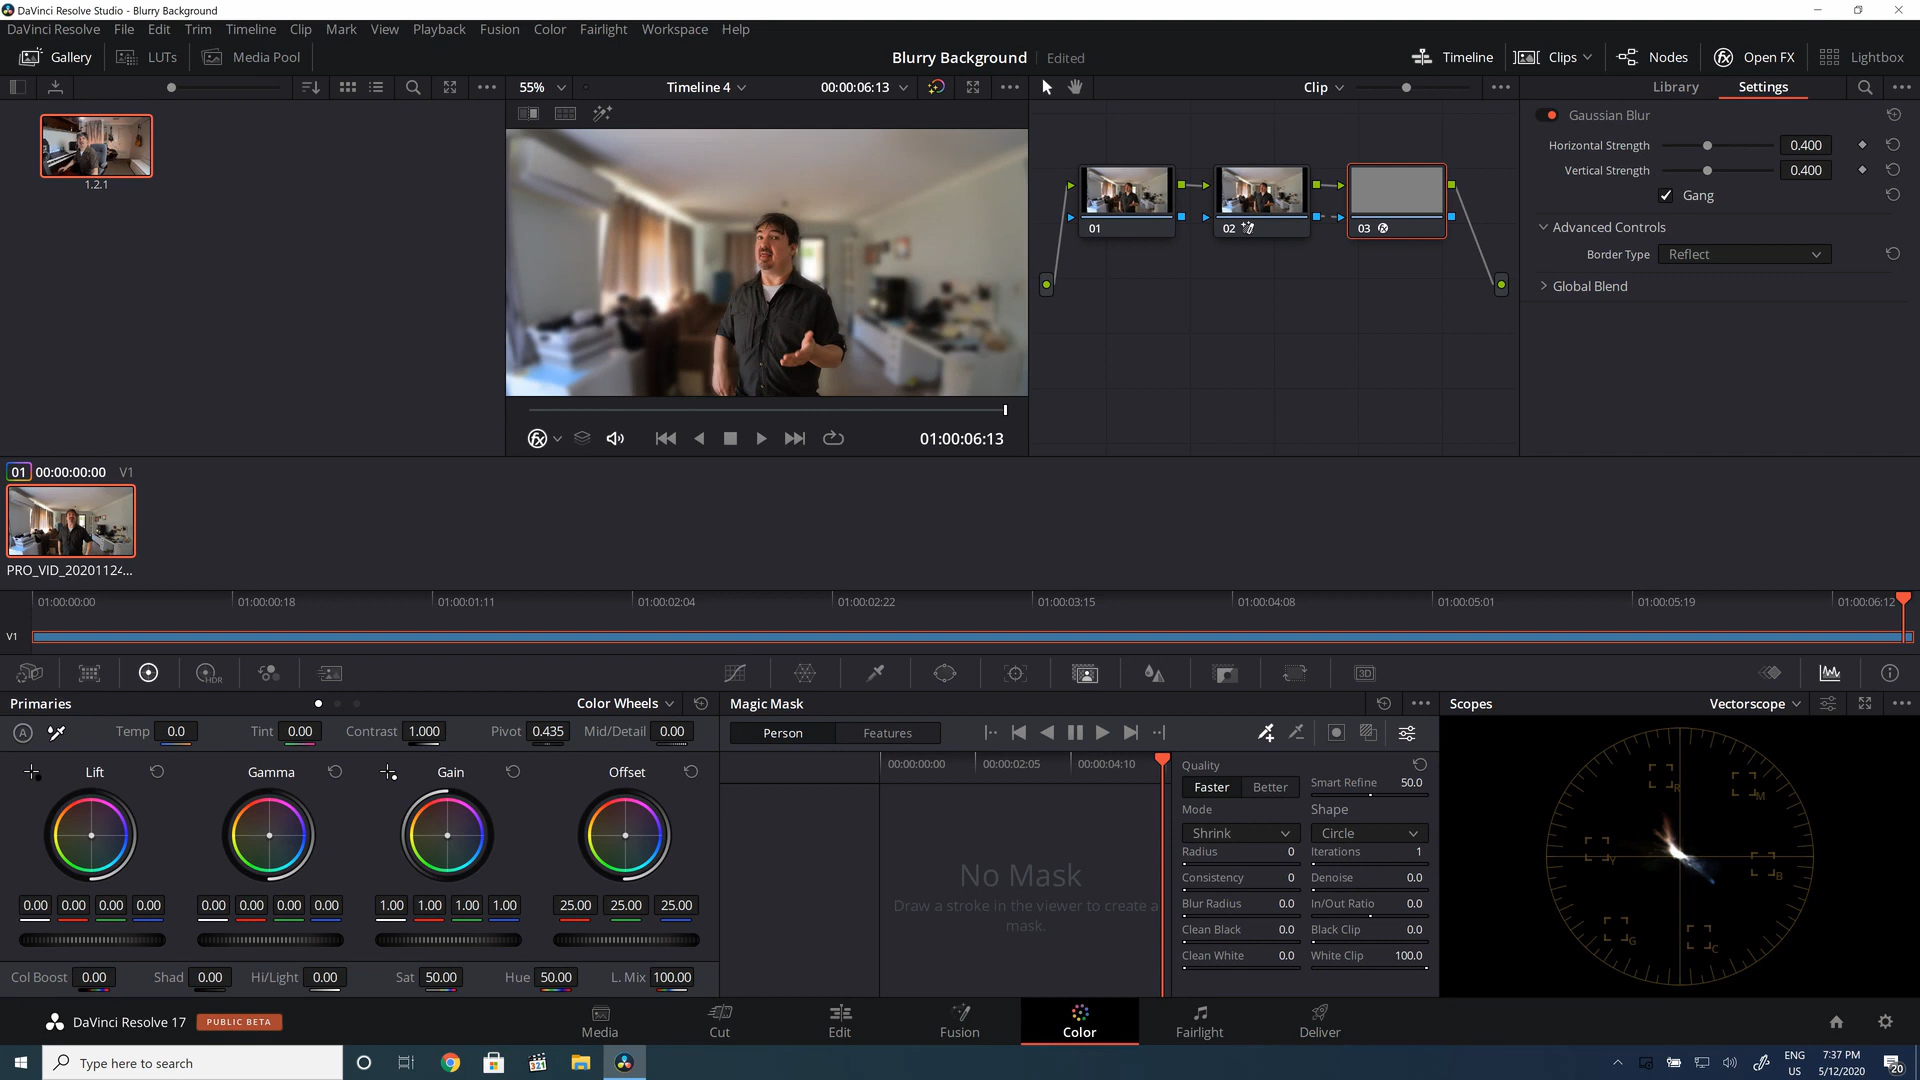 DaVinci Resolve Studio - Blurry Background
DaVinci Resolve File Edit Trim Timeline Clip Mark View Playback Fusion Color Fairlight Workspace Help
Gallery LUTs Media Pool Blurry Background Edited Timeline Clips Nodes Open FX Lightbox
55% Timeline 4 00:00:06:13 Clip Library Settings
Gaussian Blur
Horizontal Strength 0.400
Vertical Strength 0.400
Gang
Advanced Controls
Border Type Reflect
Global Blend
1.2.1
01 02 03
01:00:06:13
01 00:00:00:00 V1
PRO_VID_20201124...
01:00:00:00 01:00:00:18 01:00:01:11 01:00:02:04 01:00:02:22 01:00:03:15 01:00:04:08 01:00:05:01 01:00:05:19 01:00:06:12
V1
HDR 3D
Primaries Color Wheels Magic Mask Scopes Vectorscope
A Temp 0.0 Tint 0.00 Contrast 1.000 Pivot 0.435 Mid/Detail 0.00 Person Features
Lift Gamma Gain Offset
00:00:00:00 00:00:02:05 00:00:04:10
Quality
Faster Better Smart Refine 50.0
Mode Shape
Shrink Circle
Radius 0 Iterations 1
Consistency 0 Denoise 0.0
Blur Radius 0.0 In/Out Ratio 0.0
Clean Black 0.0 Black Clip 0.0
Clean White 0.0 White Clip 100.0
No Mask
Draw a stroke in the viewer to create a
mask.
R M
Y B
G C
0.00 0.00 0.00 0.00 0.00 0.00 0.00 0.00 1.00 1.00 1.00 1.00 25.00 25.00 25.00
Col Boost 0.00 Shad 0.00 Hi/Light 0.00 Sat 50.00 Hue 50.00 L. Mix 100.00
DaVinci Resolve 17 PUBLIC BETA
Media Cut Edit Fusion Color Fairlight Deliver
Type here to search
321
ENG
US
7:37 PM
5/12/2020
20